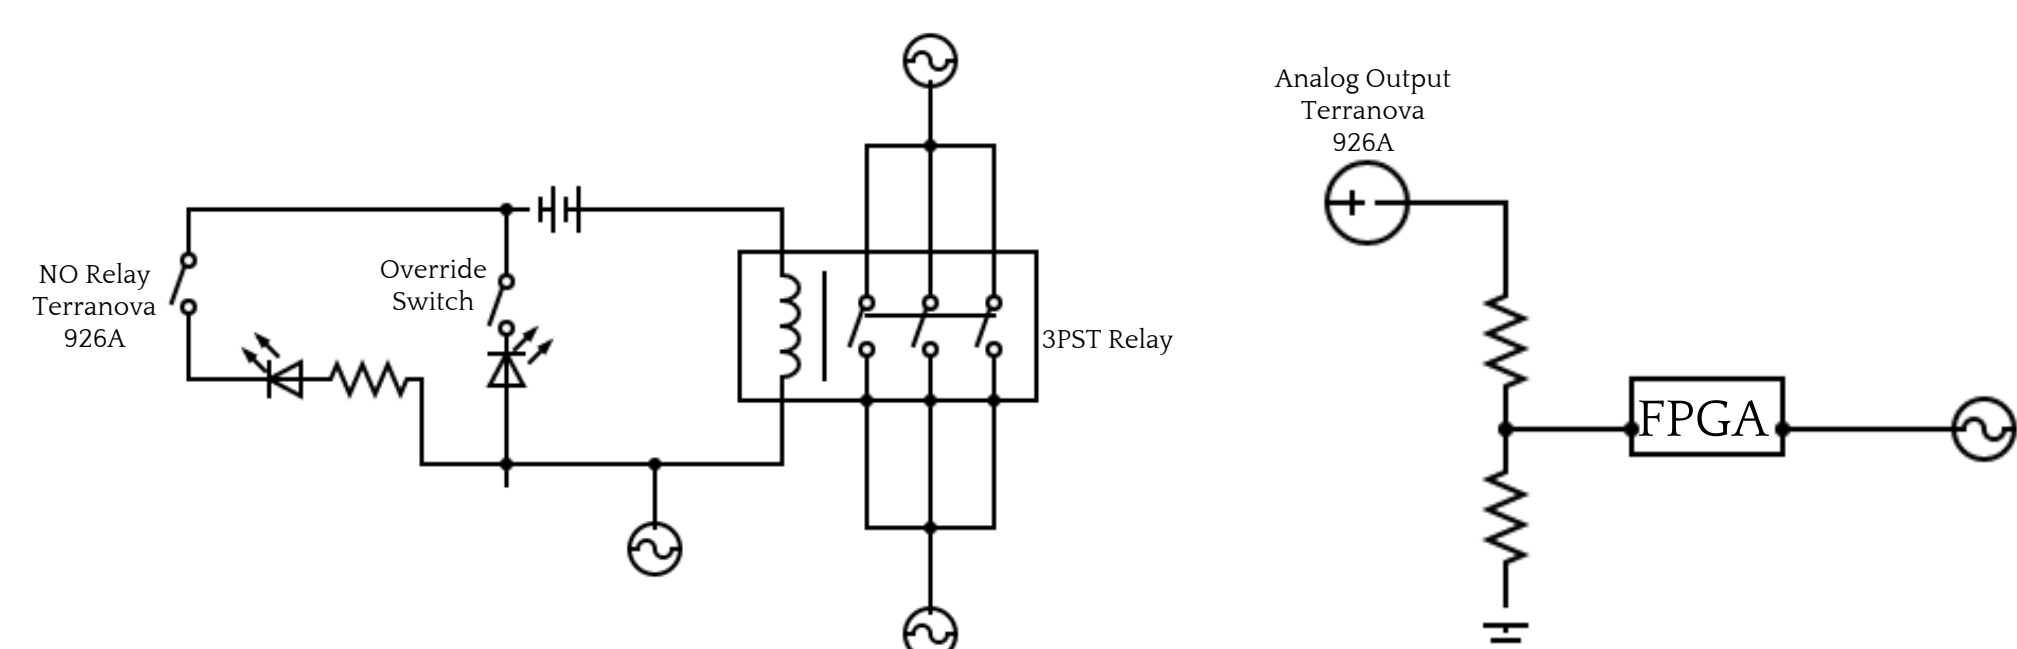 NO Relay
Terranova
926A
Override
Switch
3PST Relay
Analog Output
Terranova
926A
FPGA